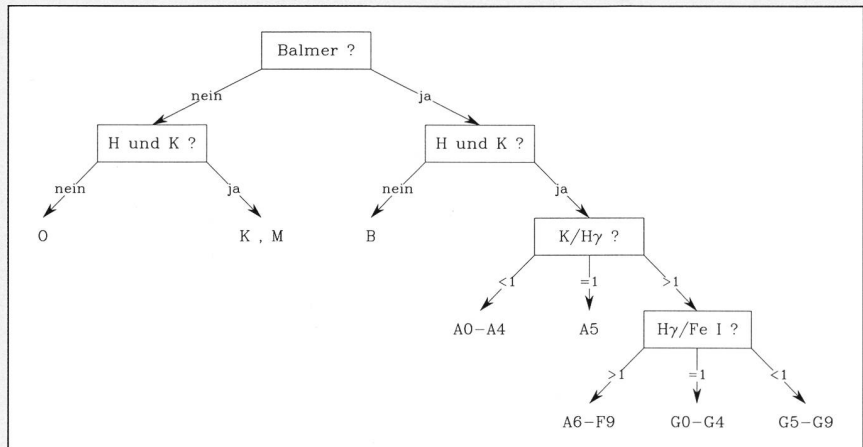 Balmer ?
nein
ja
H und K ?
H und K ?
nein
ja
nein
ja
O
K , M
B
K/Hγ ?
<1
=1
>1
A0-A4
A5
Hγ/Fe I ?
>1
=1
<1
A6-F9
G0-G4
G5-G9